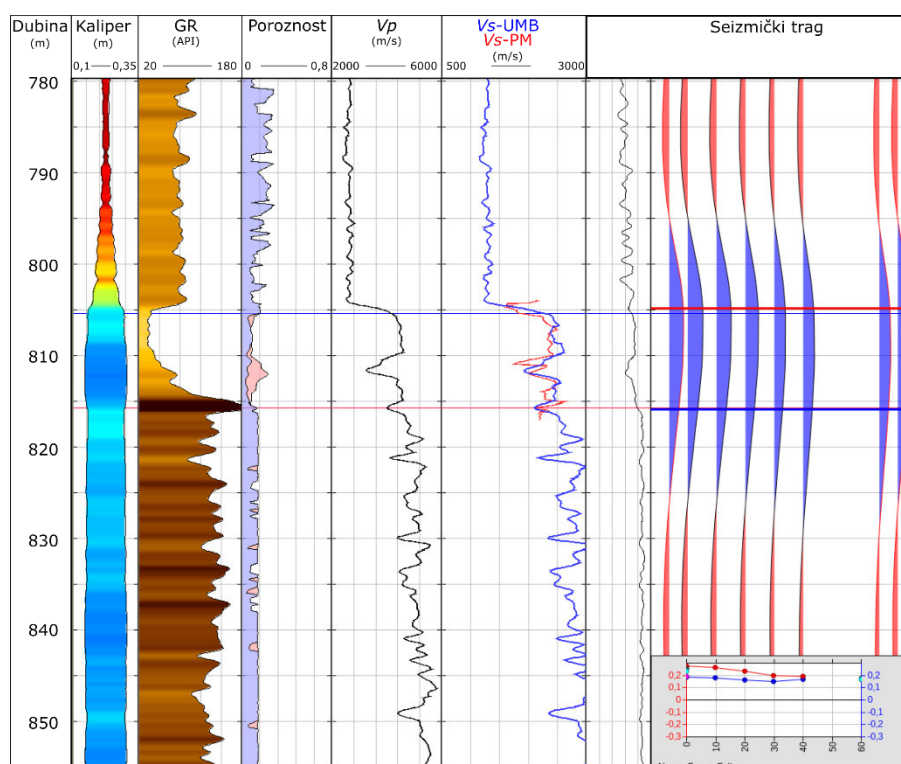 Dubina Kaliper GR Poroznost Vp Vs-UMB Seizmički trag
(m) (m) (API) (m/s) Vs-PM
(m/s)
0,1 0,35 20 180 0 0,8 2000 6000 500 3000
780
790
800
810
820
830
840
850
0,2 0,2
0,1 0,1
0 0
-0,1 -0,1
-0,2 -0,2
-0,3 -0,3
0 10 20 30 40 50 60